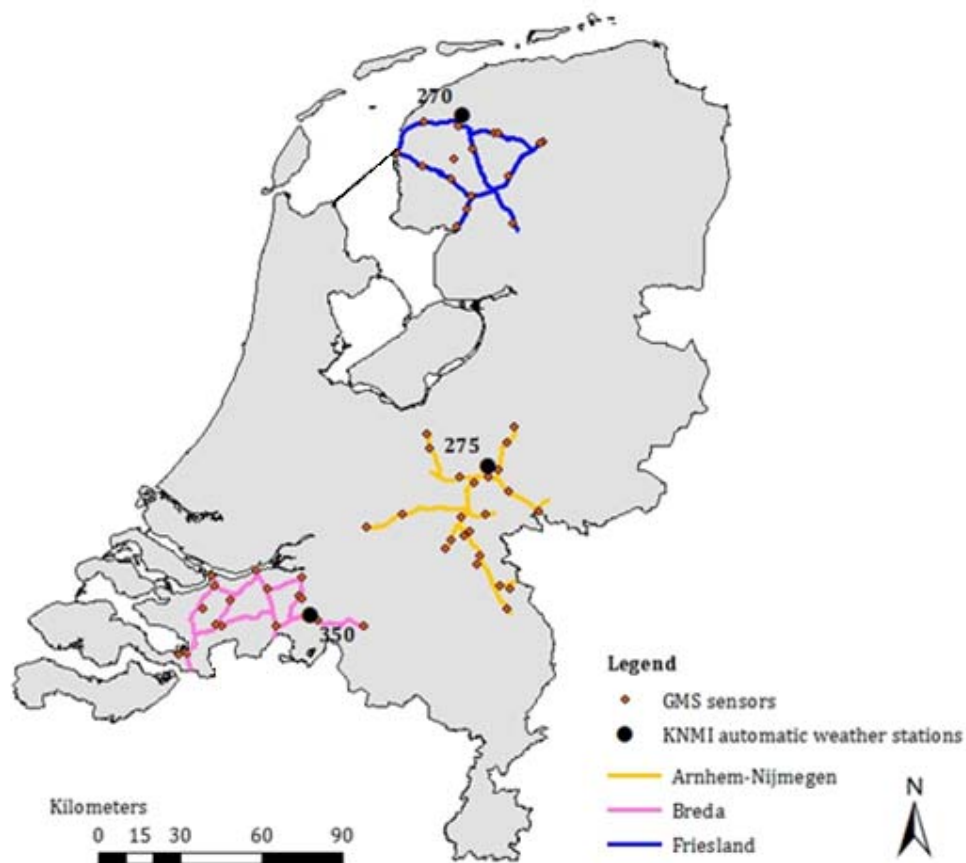 270
275
350
Legend
GMS sensors
KNMI automatic weather stations
Arnhem-Nijmegen
Breda
Friesland
N
Kilometers
0 15 30 60 90